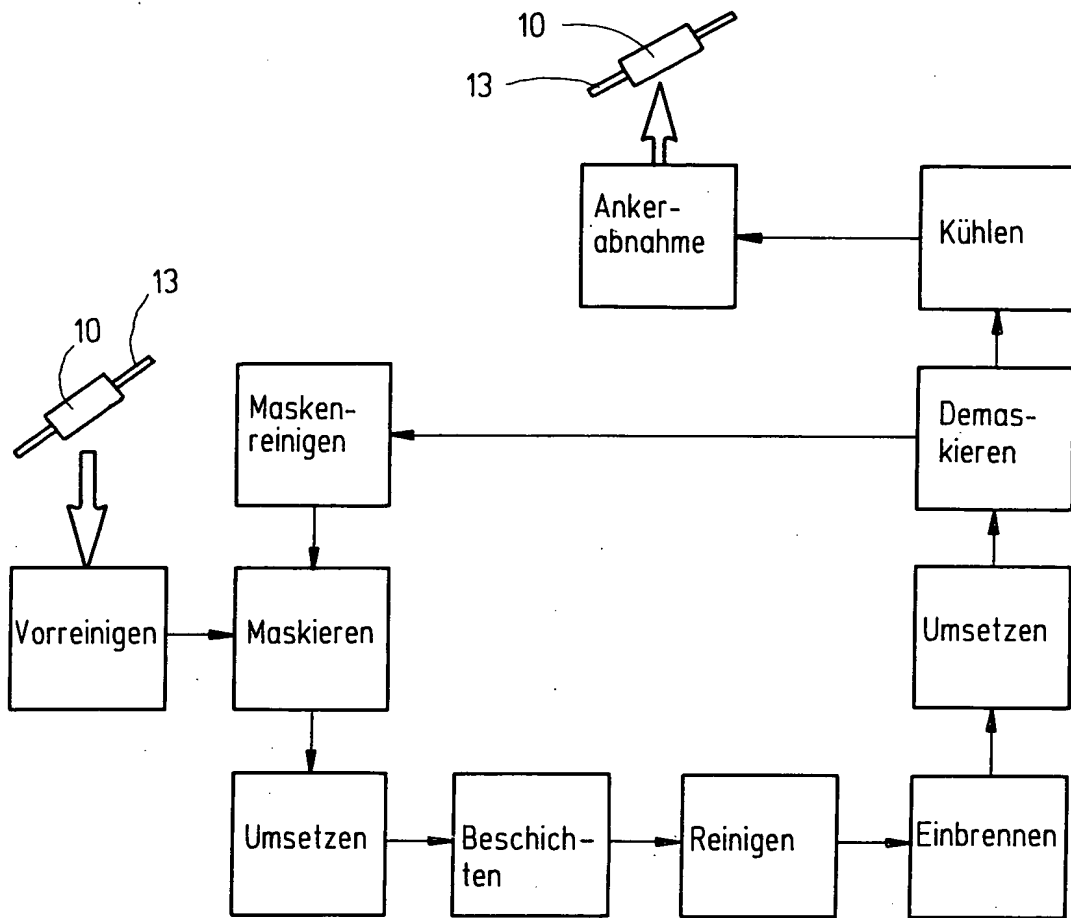 10
13
Anker-
abnahme
Kühlen
13
10
Masken-
reinigen
Demas-
kieren
Vorreinigen
Maskieren
Umsetzen
Umsetzen
Beschich-
ten
Reinigen
Einbrennen